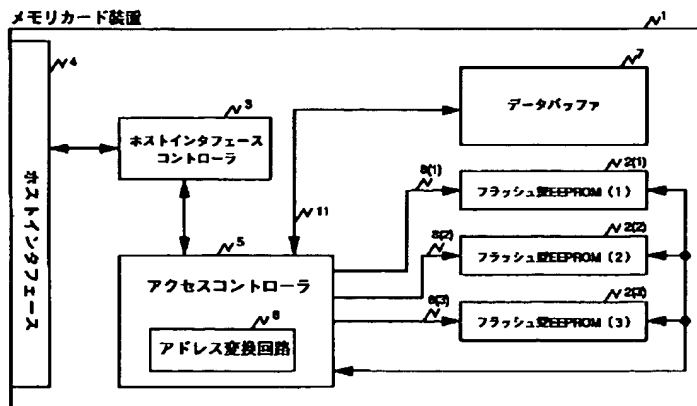 メモリカード装置
1
4
ホストインタフェース
3
ホストインタフェース
コントローラ
7
データバッファ
11
5
アクセスコントローラ
6
アドレス変換回路
8(1)
2(1)
フラッシュ型EEPROM (1)
8(2)
2(2)
フラッシュ型EEPROM (2)
8(3)
2(3)
フラッシュ型EEPROM (3)